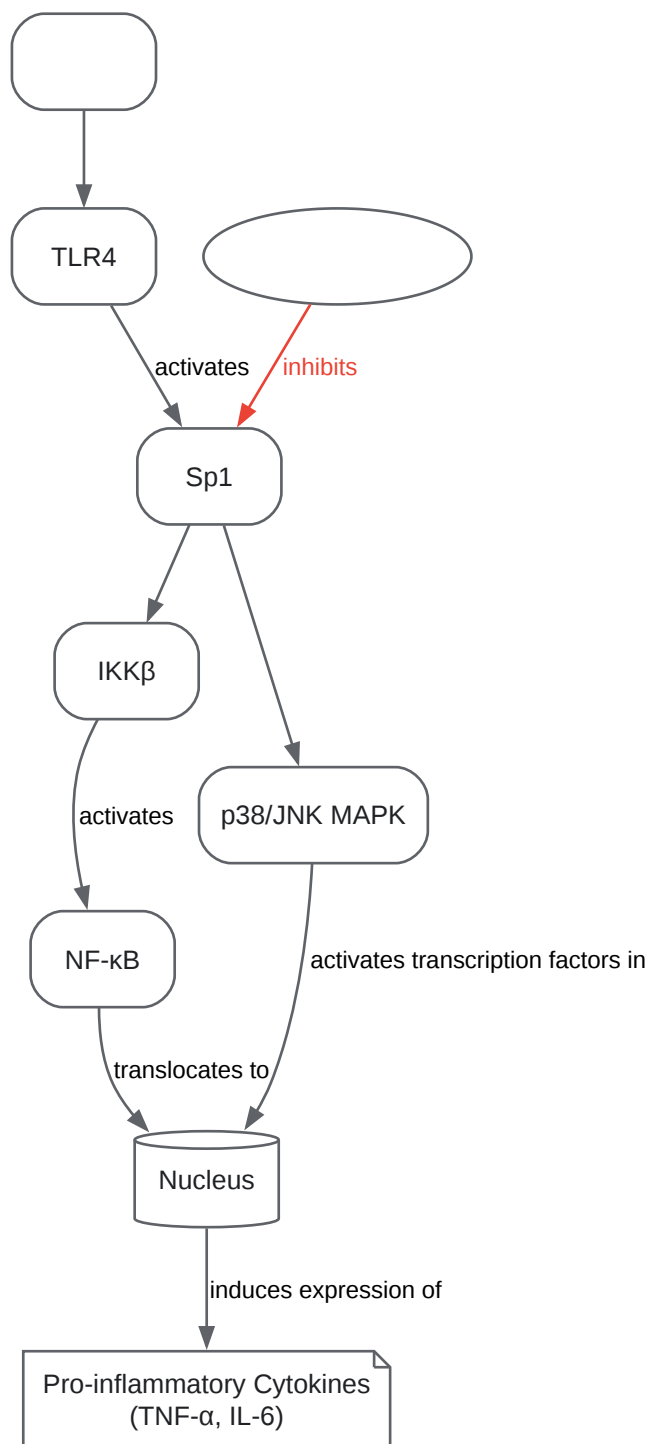 TLR4
activates
inhibits
Sp1
IKKβ
activates
p38/JNK MAPK
NF-κB
activates transcription factors in
translocates to
Nucleus
induces expression of
Pro-inflammatory Cytokines
(TNF-α, IL-6)